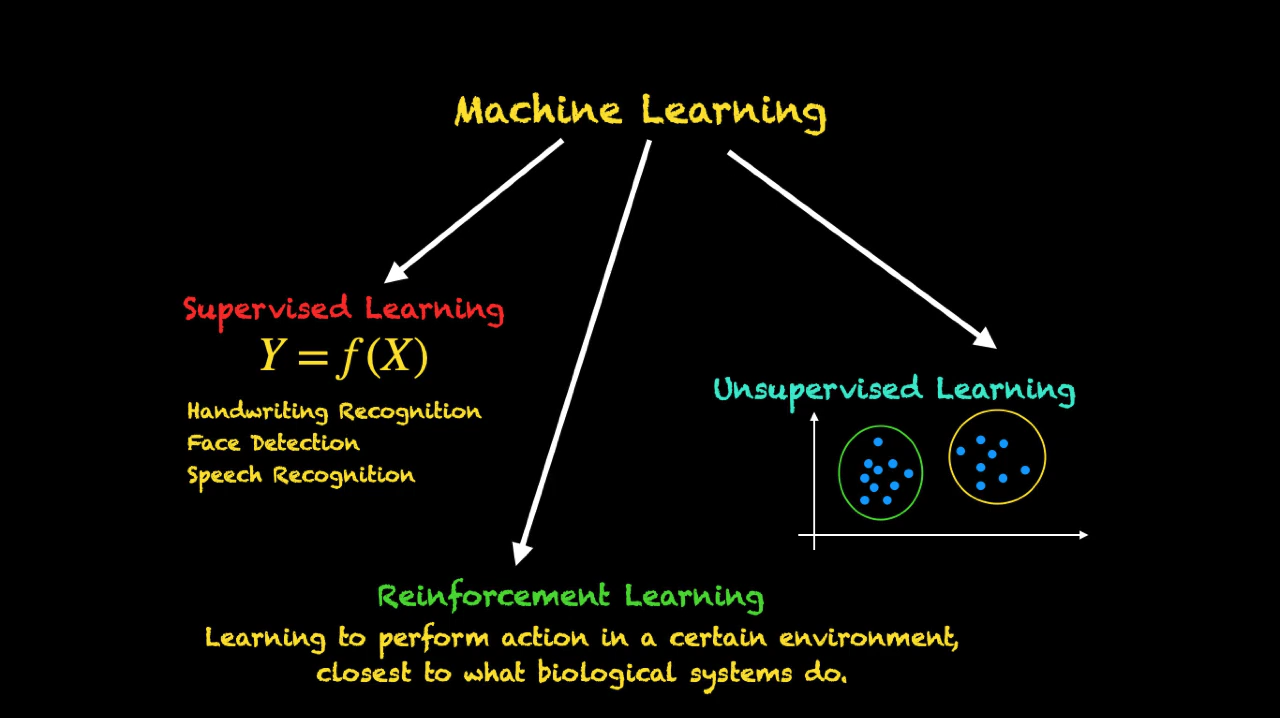 Machine Learning
Supervised Learning
Y = f(X)
Handwriting Recognition
Face Detection
Speech Recognition
Unsupervised Learning
Reinforcement Learning
Learning to perform action in a certain environment,
closest to what biological systems do.